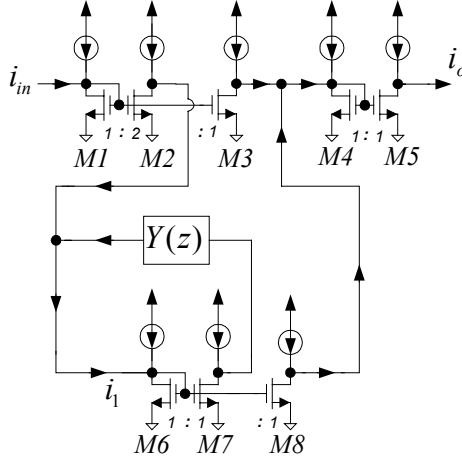 i_in
i_o
1 : 2
: 1
1 : 1
M1 M2 M3 M4 M5
Y(z)
i_1
1 : 1
: 1
M6 M7 M8